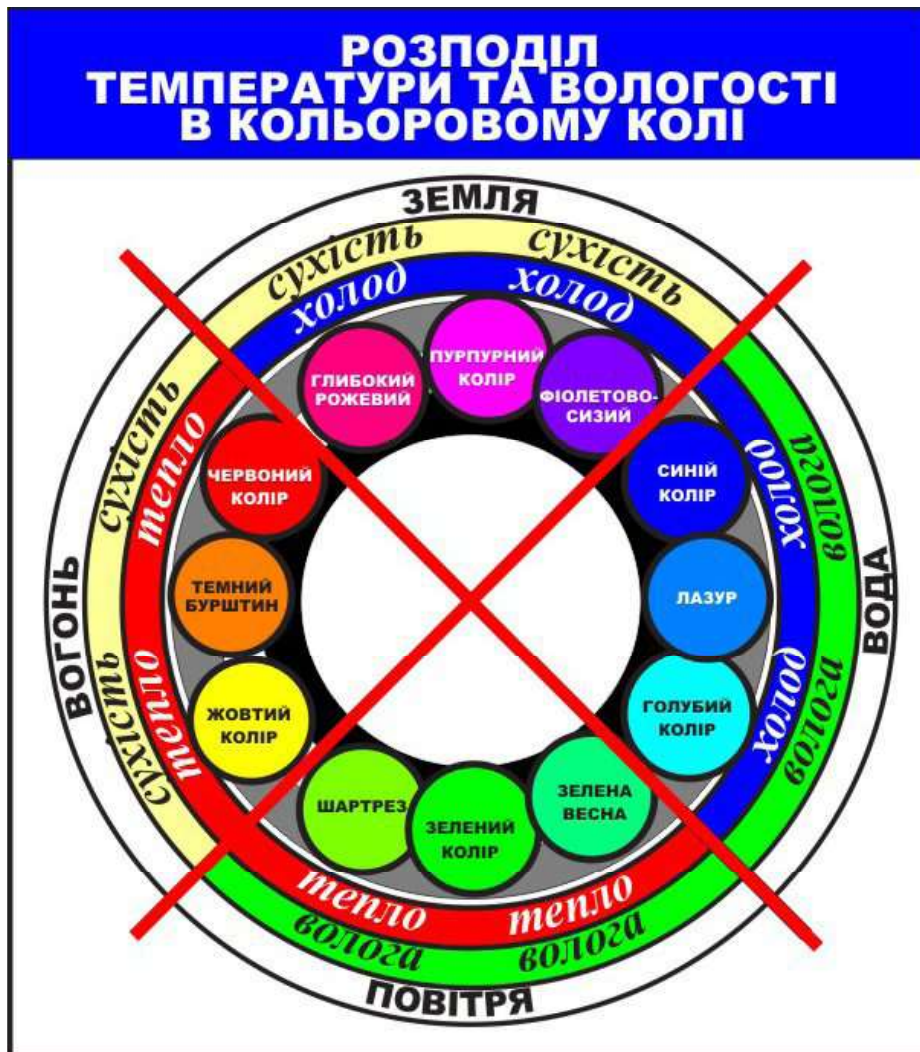 РОЗПОДІЛ
ТЕМПЕРАТУРИ ТА ВОЛОГОСТІ
В КОЛЬОРОВОМУ КОЛІ
ЗЕМЛЯ
сухість
сухість
холод
холод
ПУРПУРНИЙ
КОЛІР
ГЛИБОКИЙ
РОЖЕВИЙ
ФІОЛЕТОВО-
СИЗИЙ
сухість
тепло
ЧЕРВОНИЙ
КОЛІР
СИНІЙ
КОЛІР
холод
волога
ВОГОНЬ
ТЕМНИЙ
БУРШТИН
ЛАЗУР
ВОДА
сухість
тепло
ЖОВТИЙ
КОЛІР
ГОЛУБИЙ
КОЛІР
холод
волога
ШАРТРЕЗ
ЗЕЛЕНИЙ
КОЛІР
ЗЕЛЕНА
ВЕСНА
тепло
тепло
волога
волога
ПОВІТРЯ